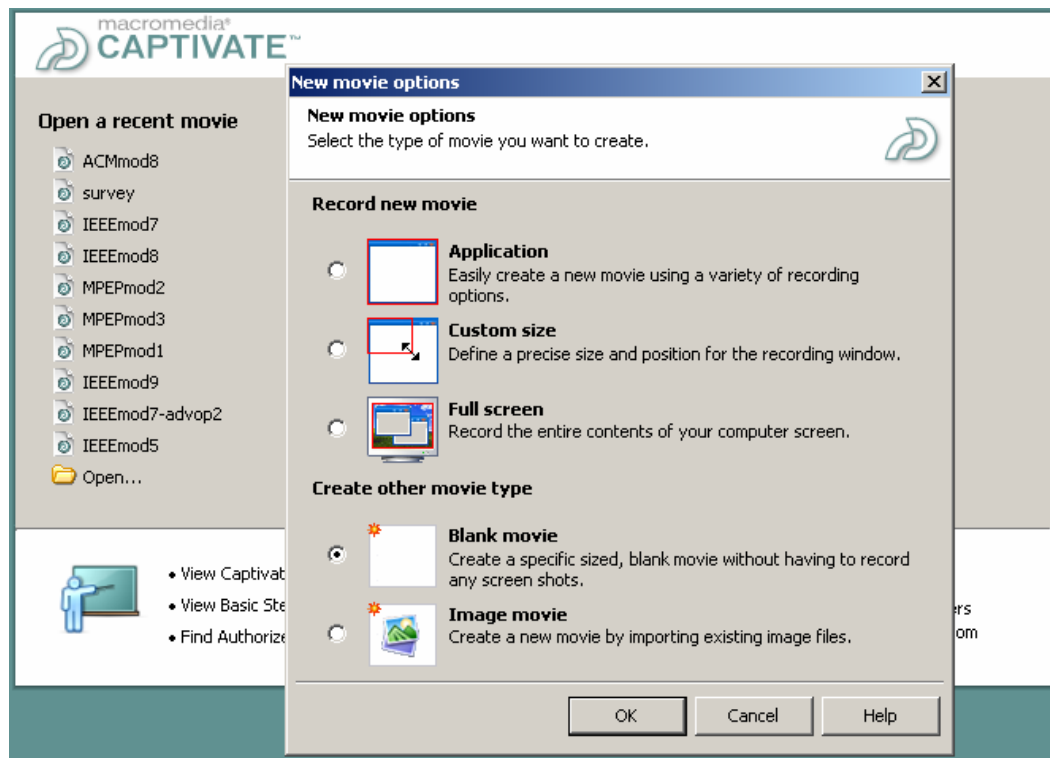 macromedia®
CAPTIVATE™
Open a recent movie
ACMmod8
survey
IEEEmod7
IEEEmod8
MPEPmod2
MPEPmod3
MPEPmod1
IEEEmod9
IEEEmod7-advop2
IEEEmod5
Open...
• View Captivat
• View Basic Ste
• Find Authorize
New movie options
New movie options
Select the type of movie you want to create.
Record new movie
Application
Easily create a new movie using a variety of recording
options.
Custom size
Define a precise size and position for the recording window.
Full screen
Record the entire contents of your computer screen.
Create other movie type
Blank movie
Create a specific sized, blank movie without having to record
any screen shots.
Image movie
Create a new movie by importing existing image files.
OK
Cancel
Help
ers
om